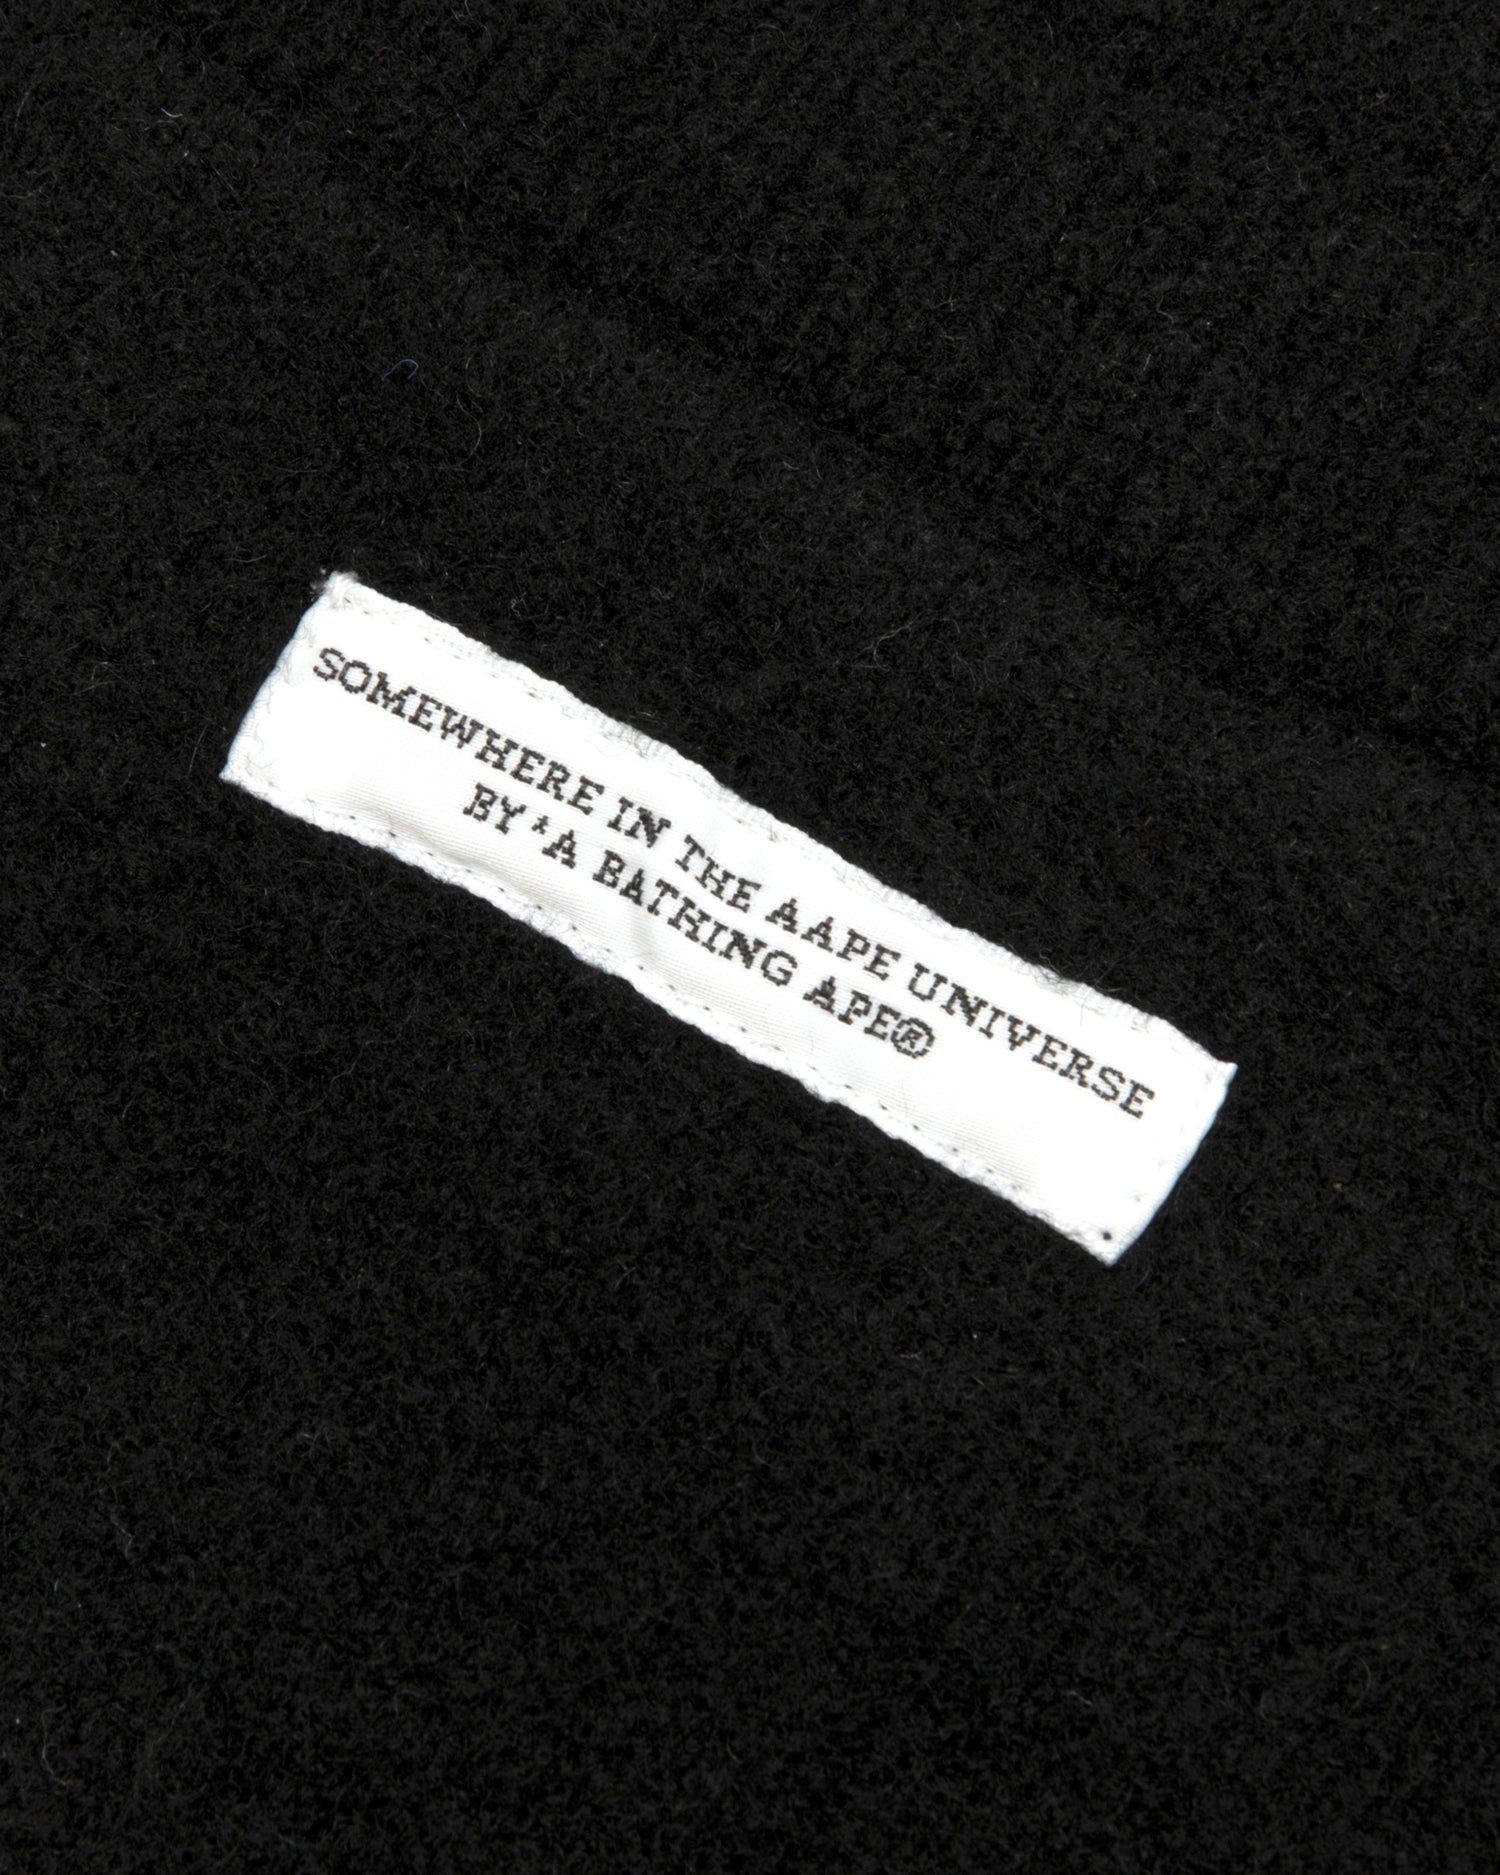 SOMEWHERE IN THE AAPE UNIVERSE
BY *A BATHING APE®